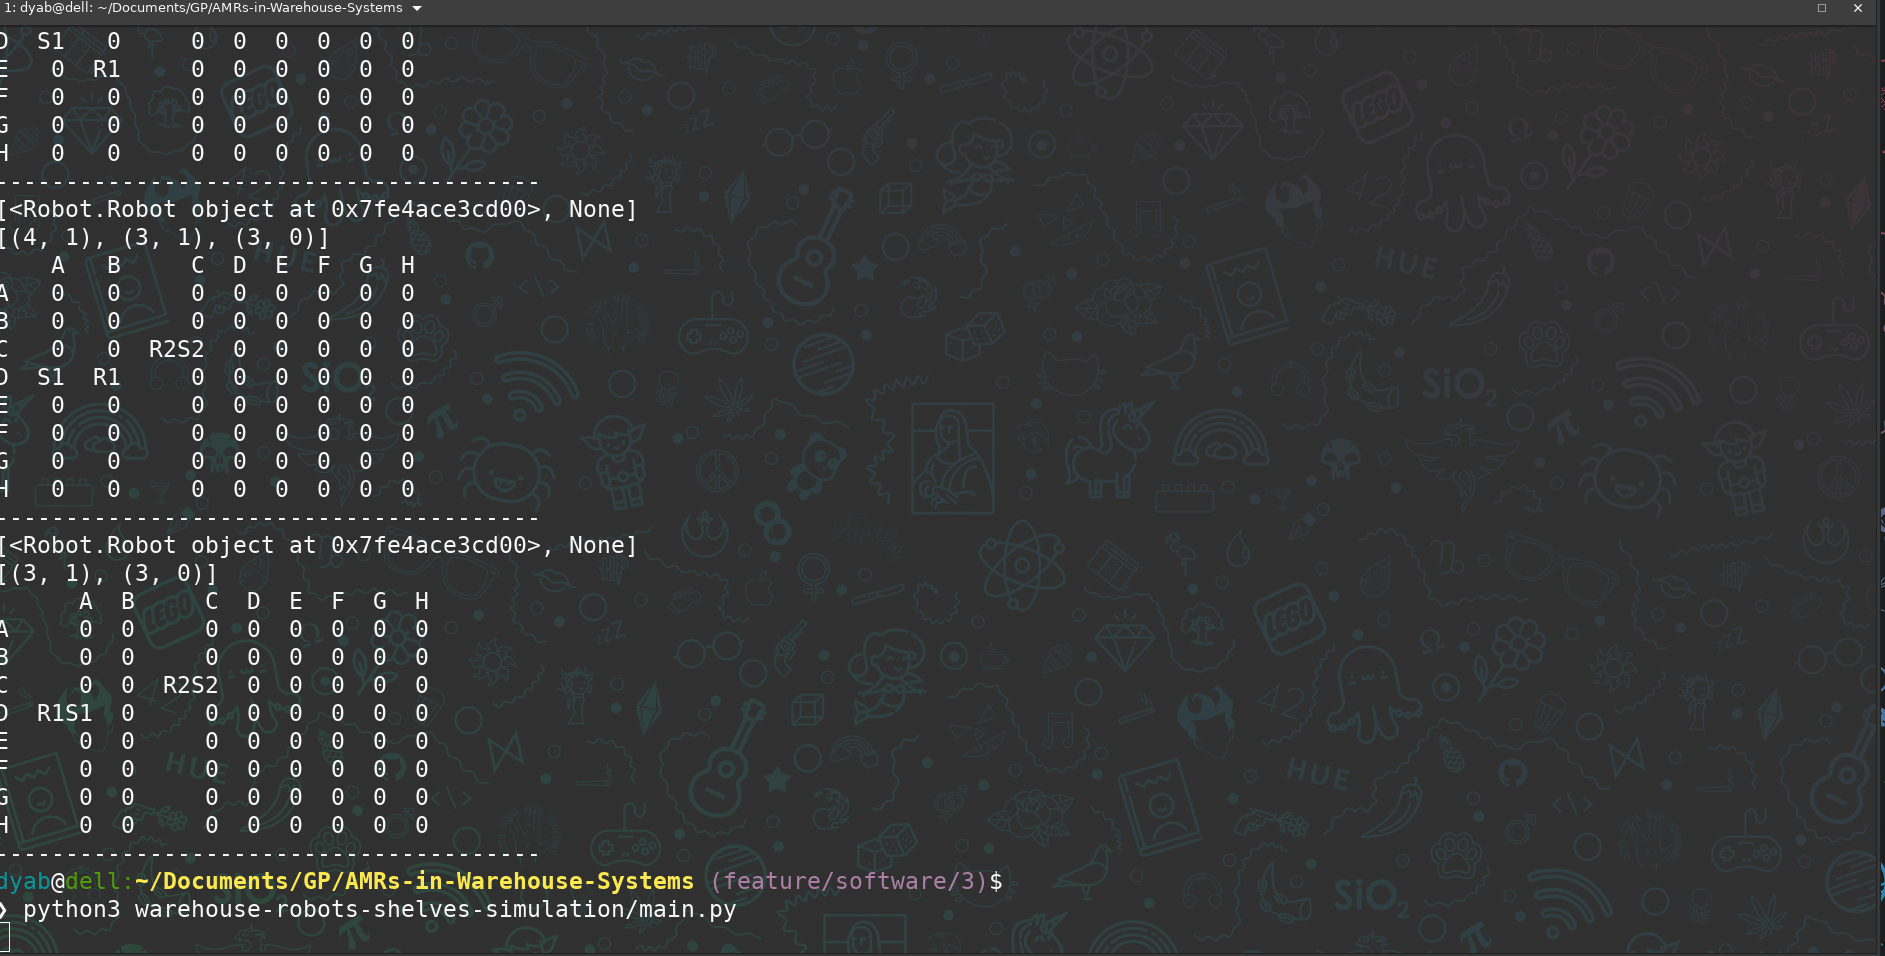 1: dyab@dell: ~/Documents/GP/AMRs-in-Warehouse-Systems
D  S1   0     0  0  0  0  0  0
E   0  R1     0  0  0  0  0  0
F   0   0     0  0  0  0  0  0
G   0   0     0  0  0  0  0  0
H   0   0     0  0  0  0  0  0
---------------------------------------
[<Robot.Robot object at 0x7fe4ace3cd00>, None]
[(4, 1), (3, 1), (3, 0)]
    A   B     C  D  E  F  G  H
A   0   0     0  0  0  0  0  0
B   0   0     0  0  0  0  0  0
C   0   0  R2S2  0  0  0  0  0
D  S1  R1     0  0  0  0  0  0
E   0   0     0  0  0  0  0  0
F   0   0     0  0  0  0  0  0
G   0   0     0  0  0  0  0  0
H   0   0     0  0  0  0  0  0
---------------------------------------
[<Robot.Robot object at 0x7fe4ace3cd00>, None]
[(3, 1), (3, 0)]
      A  B     C  D  E  F  G  H
A     0  0     0  0  0  0  0  0
B     0  0     0  0  0  0  0  0
C     0  0  R2S2  0  0  0  0  0
D  R1S1  0     0  0  0  0  0  0
E     0  0     0  0  0  0  0  0
F     0  0     0  0  0  0  0  0
G     0  0     0  0  0  0  0  0
H     0  0     0  0  0  0  0  0
---------------------------------------
dyab@dell:~/Documents/GP/AMRs-in-Warehouse-Systems (feature/software/3)$
❯ python3 warehouse-robots-shelves-simulation/main.py